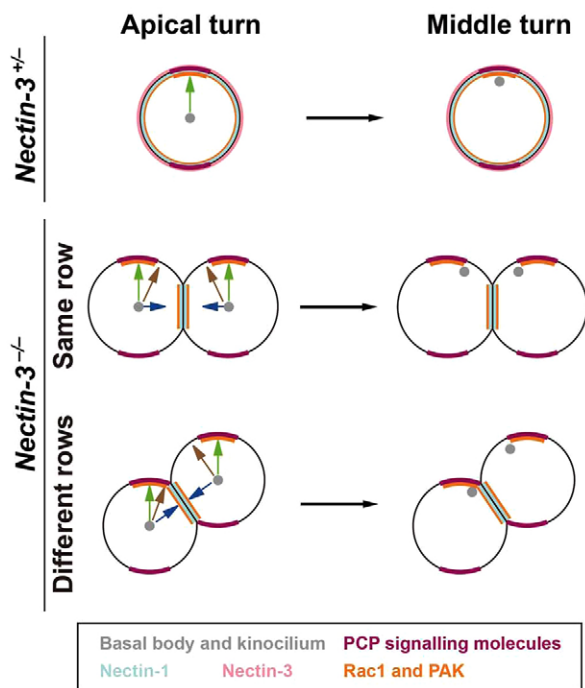 Apical turn
Middle turn
Nectin-3+/–
Nectin-3–/–
Same row
Different rows
Basal body and kinocilium
PCP signalling molecules
Nectin-1
Nectin-3
Rac1 and PAK